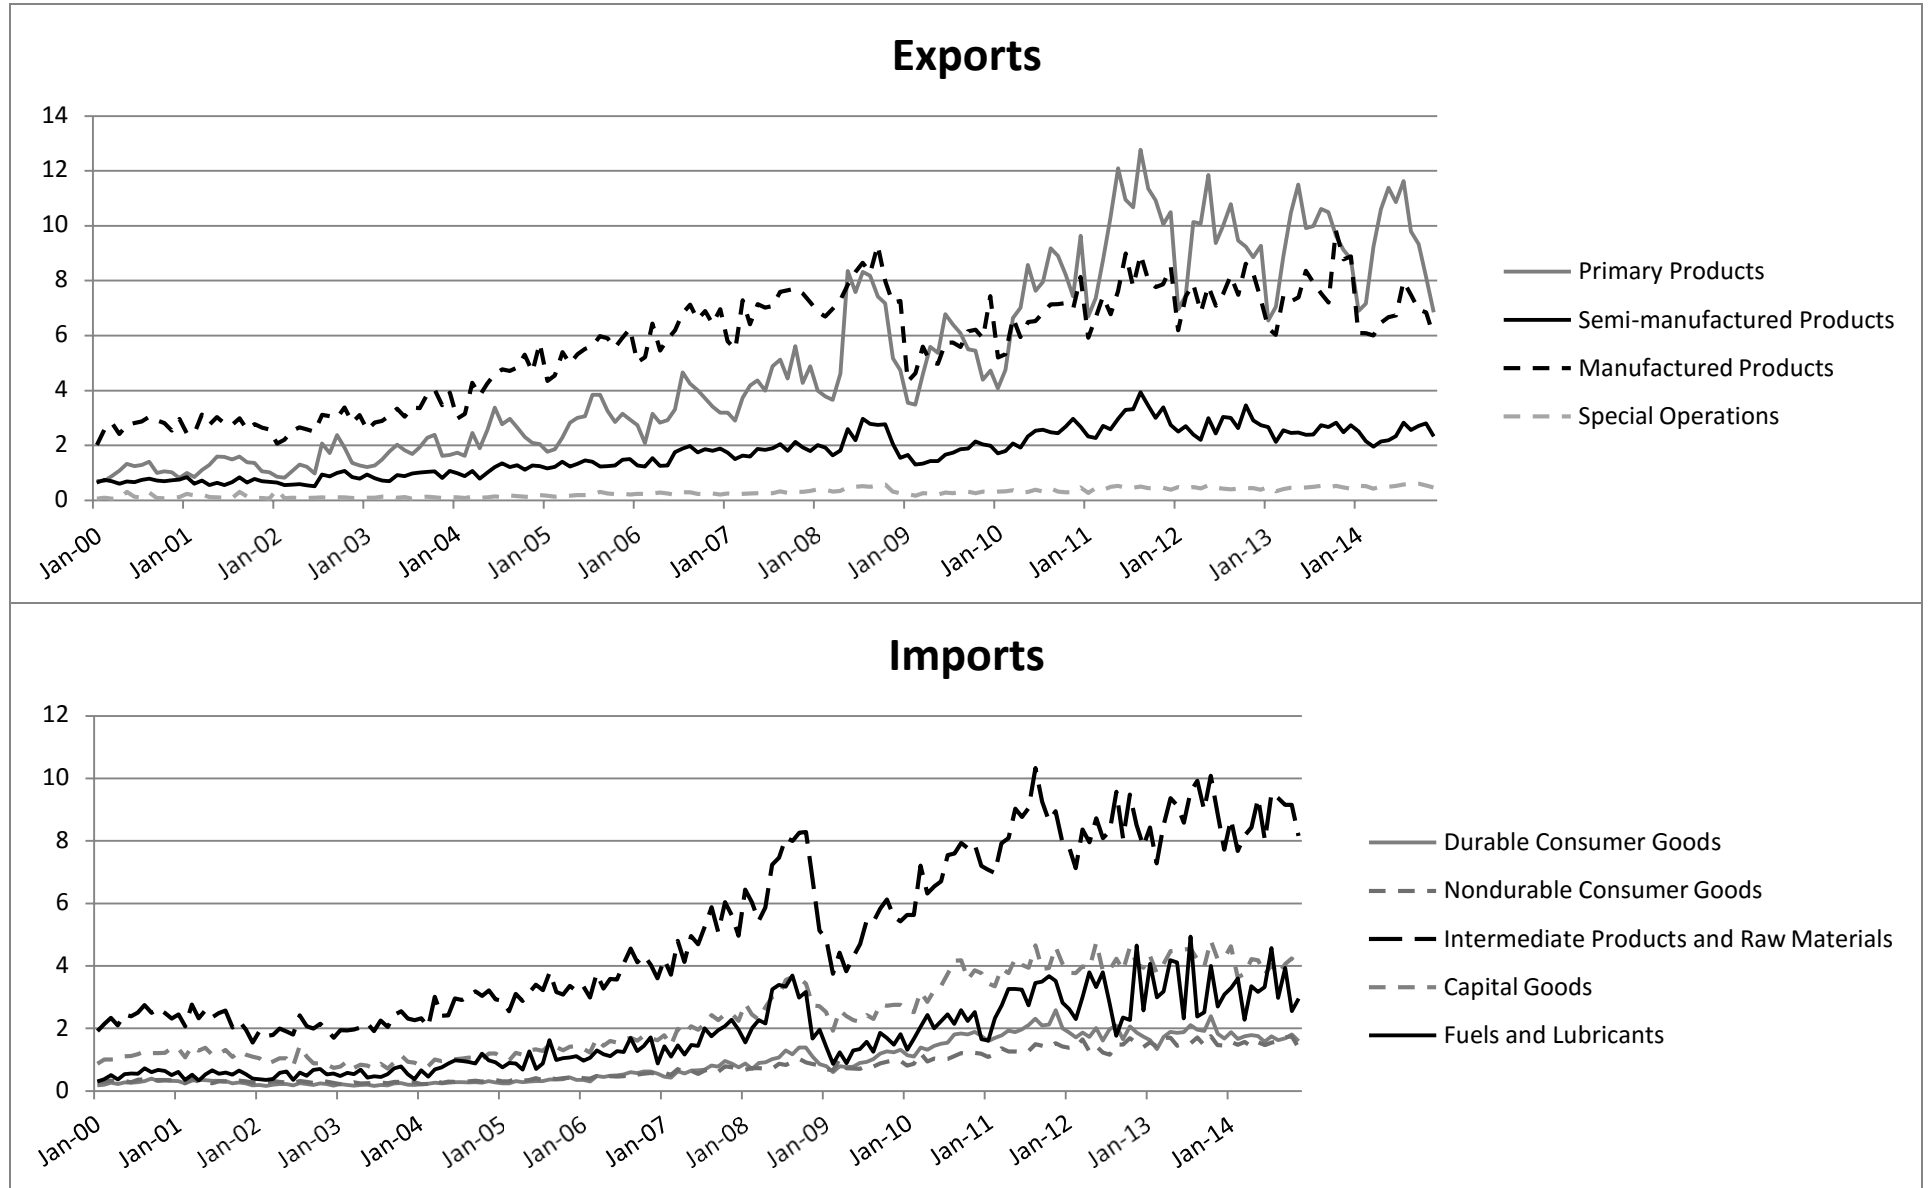 Exports
14
12
10
8
6
4
2
0
Jan-00
Jan-01
Jan-02
Jan-03
Jan-04
Jan-05
Jan-06
Jan-07
Jan-08
Jan-09
Jan-10
Jan-11
Jan-12
Jan-13
Jan-14
Primary Products
Semi-manufactured Products
Manufactured Products
Special Operations
Imports
12
10
8
6
4
2
0
Jan-00
Jan-01
Jan-02
Jan-03
Jan-04
Jan-05
Jan-06
Jan-07
Jan-08
Jan-09
Jan-10
Jan-11
Jan-12
Jan-13
Jan-14
Durable Consumer Goods
Nondurable Consumer Goods
Intermediate Products and Raw Materials
Capital Goods
Fuels and Lubricants